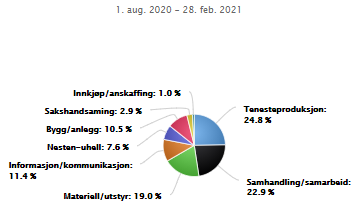 1. aug. 2020 – 28. feb. 2021
Innkjøp/anskaffing: 1.0 %
Sakshandsaming: 2.9 %
Bygg/anlegg: 10.5 %
Nesten-uhell: 7.6 %
Informasjon/kommunikasjon:
11.4 %
Materiell/utstyr: 19.0 %
Tenesteproduksjon:
24.8 %
Samhandling/samarbeid:
22.9 %